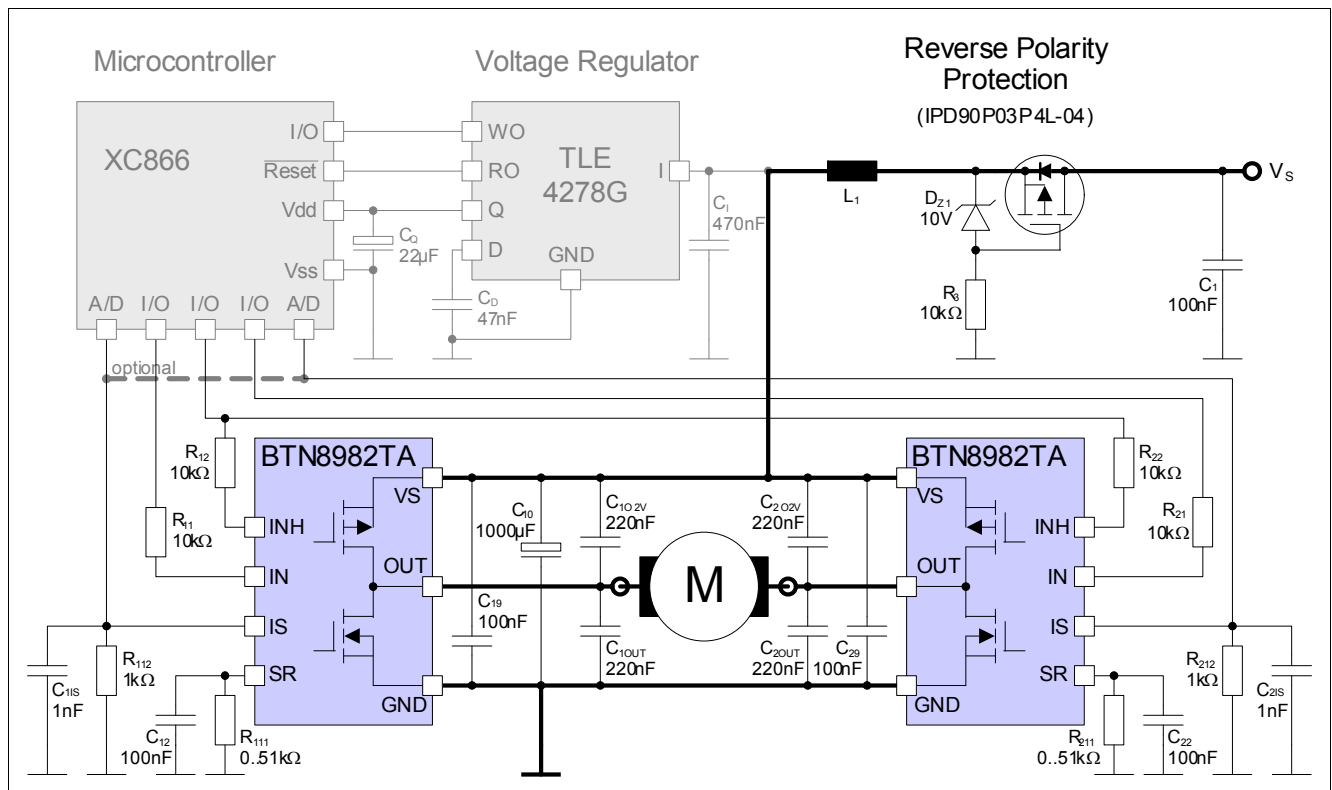 Microcontroller
Voltage Regulator
Reverse Polarity
Protection
(IPD90P03P4L-04)
XC866
I/O
Reset
Vdd
Vss
A/D
I/O
I/O
I/O
A/D
WO
RO
Q
D
TLE
4278G
I
GND
CQ
22µF
CD
47nF
CI
470nF
L1
DZ1
10V
R3
10kΩ
VS
C1
100nF
optional
R12
10kΩ
R11
10kΩ
BTN8982TA
VS
INH
OUT
IN
IS
SR
GND
C1IS
1nF
R112
1kΩ
C12
100nF
R111
0.51kΩ
C10
1000µF
C19
100nF
C1O2V
220nF
C1OUT
220nF
M
C2O2V
220nF
C2OUT
220nF
C29
100nF
BTN8982TA
VS
INH
OUT
IN
IS
SR
GND
R22
10kΩ
R21
10kΩ
R212
1kΩ
C2IS
1nF
R211
0..51kΩ
C22
100nF